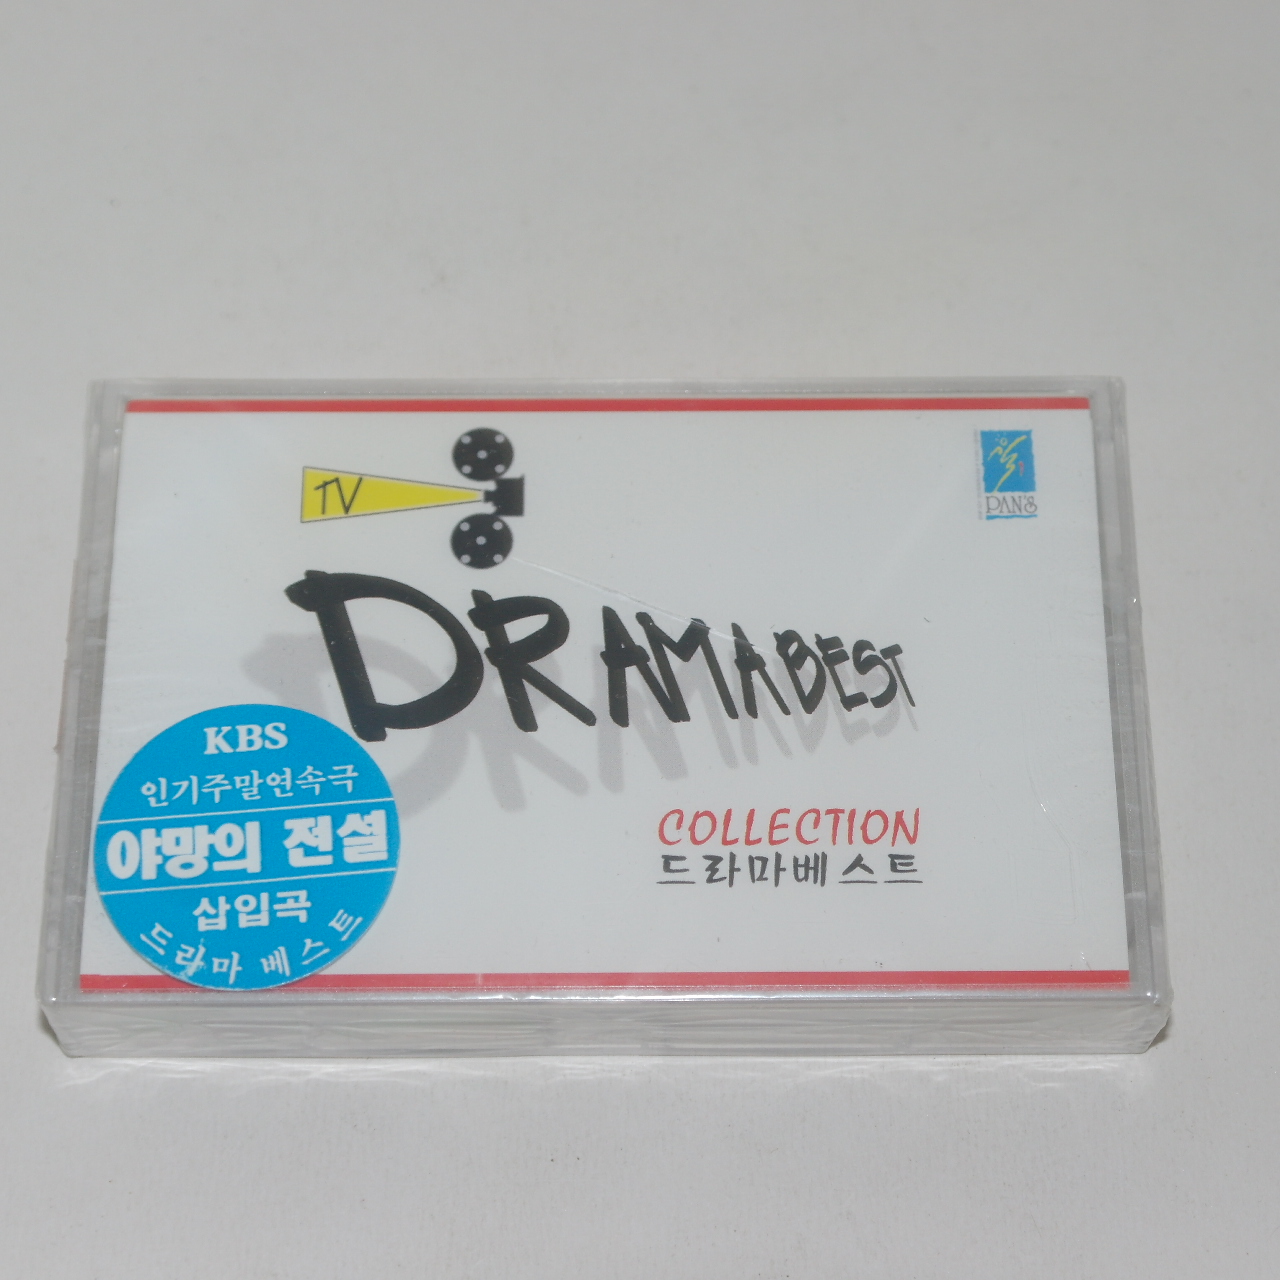 TV
PAN'S
DRAMABEST
COLLECTION
드라마베스트
KBS
인기주말연속극
야망의 전설
삽입곡
드라마 베스트